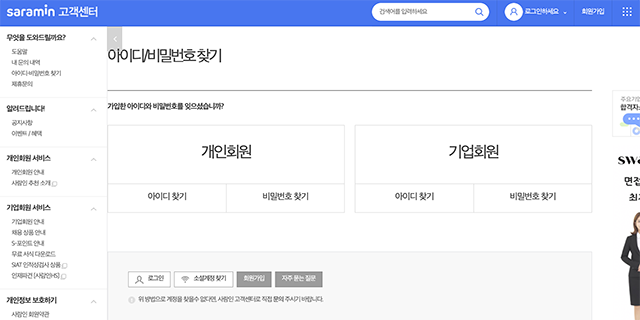 saramin 고객센터
검색어를 입력하세요
로그인하세요
회원가입
무엇을 도와드릴까요?
도움말
내 문의 내역
아이디·비밀번호 찾기
제휴문의
알려드립니다!
공지사항
이벤트 / 혜택
개인회원 서비스
개인회원 안내
사람인 추천 소개
기업회원 서비스
기업회원 안내
채용 상품 안내
S-포인트 안내
무료 서식 다운로드
SIAT 인적성검사 상품
인재파견 [사람인HS]
개인정보 보호하기
사람인 회원약관
아이디/비밀번호 찾기
가입한 아이디와 비밀번호를 잊으셨습니까?
개인회원
아이디 찾기
비밀번호 찾기
기업회원
아이디 찾기
비밀번호 찾기
로그인
소셜계정 찾기
회원가입
자주 묻는 질문
위 방법으로 계정을 찾을수 없다면, 사람인 고객센터로 직접 문의 주시기 바랍니다.
주요기업
합격자소
면접
최저